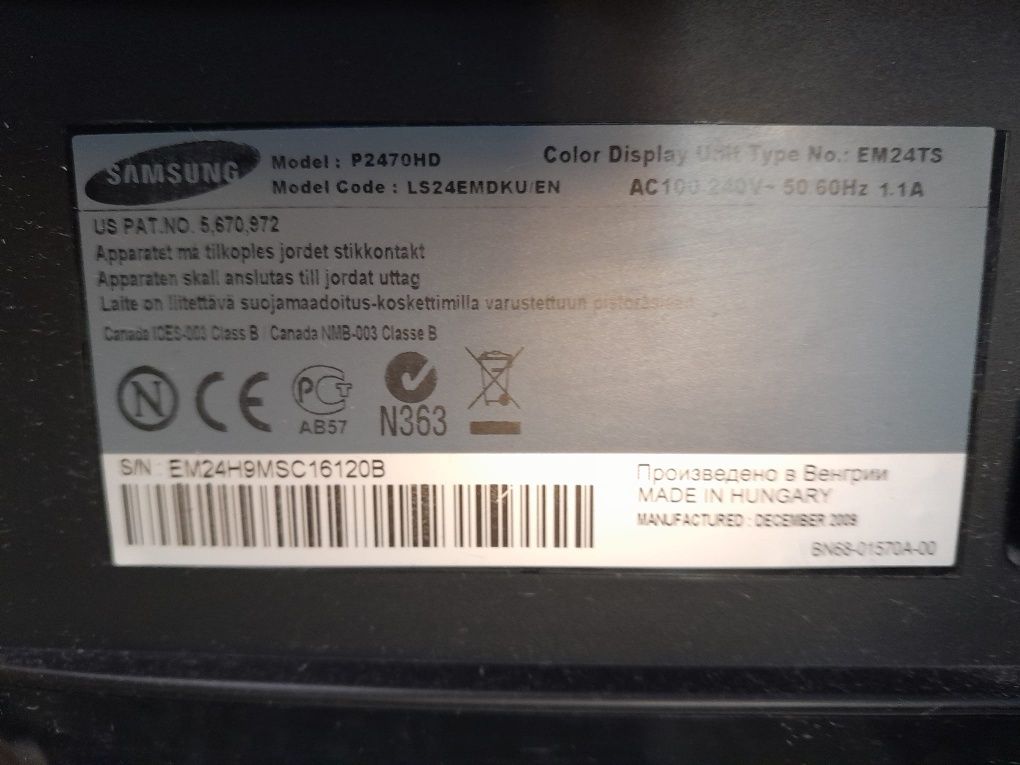 SAMSUNG
Model : P2470HD
Color Display Unit Type No.: EM24TS
Model Code : LS24EMDKU/EN
AC100-240V~ 50/60Hz 1.1A
US PAT.NO. 5,670,972
Apparatet må tilkoples jordet stikkontakt
Apparaten skall anslutas till jordat uttag
Laite on liitettävä suojamaadoitus-koskettimilla varustettuun pistorasiaan
Canada ICES-003 Class B / Canada NMB-003 Classe B
N
CE
РСТ
AB57
N363
S/N : EM24H9MSC16120B
Произведено в Венгрии
MADE IN HUNGARY
MANUFACTURED : DECEMBER 2009
BN68-01570A-00